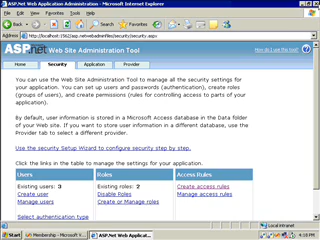 ASP.Net Web Application Administration - Microsoft Internet Explorer
File Edit View Favorites Tools Help
Back Search Favorites Media
Address http://localhost:1562/asp.netwebadminfiles/security/security.aspx Go
ASP.net Web Site Administration Tool How do I use this tool?
Home Security Application Provider
You can use the Web Site Administration Tool to manage all the security settings for
your application. You can set up users and passwords (authentication), create roles
(groups of users), and create permissions (rules for controlling access to parts of your
application).
By default, user information is stored in a Microsoft Access database in the Data folder
of your Web site. If you want to store user information in a different database, use the
Provider tab to select a different provider.
Use the security Setup Wizard to configure security step by step.
Click the links in the table to manage the settings for your application.
Users Roles Access Rules
Existing users: 3 Existing roles: 2 Create access rules
Create user Disable Roles Manage access rules
Manage users Create or Manage roles
Select authentication type
Local intranet
Start Membership - Microsoft V... ASP.Net Web Applicat... 4:18 PM